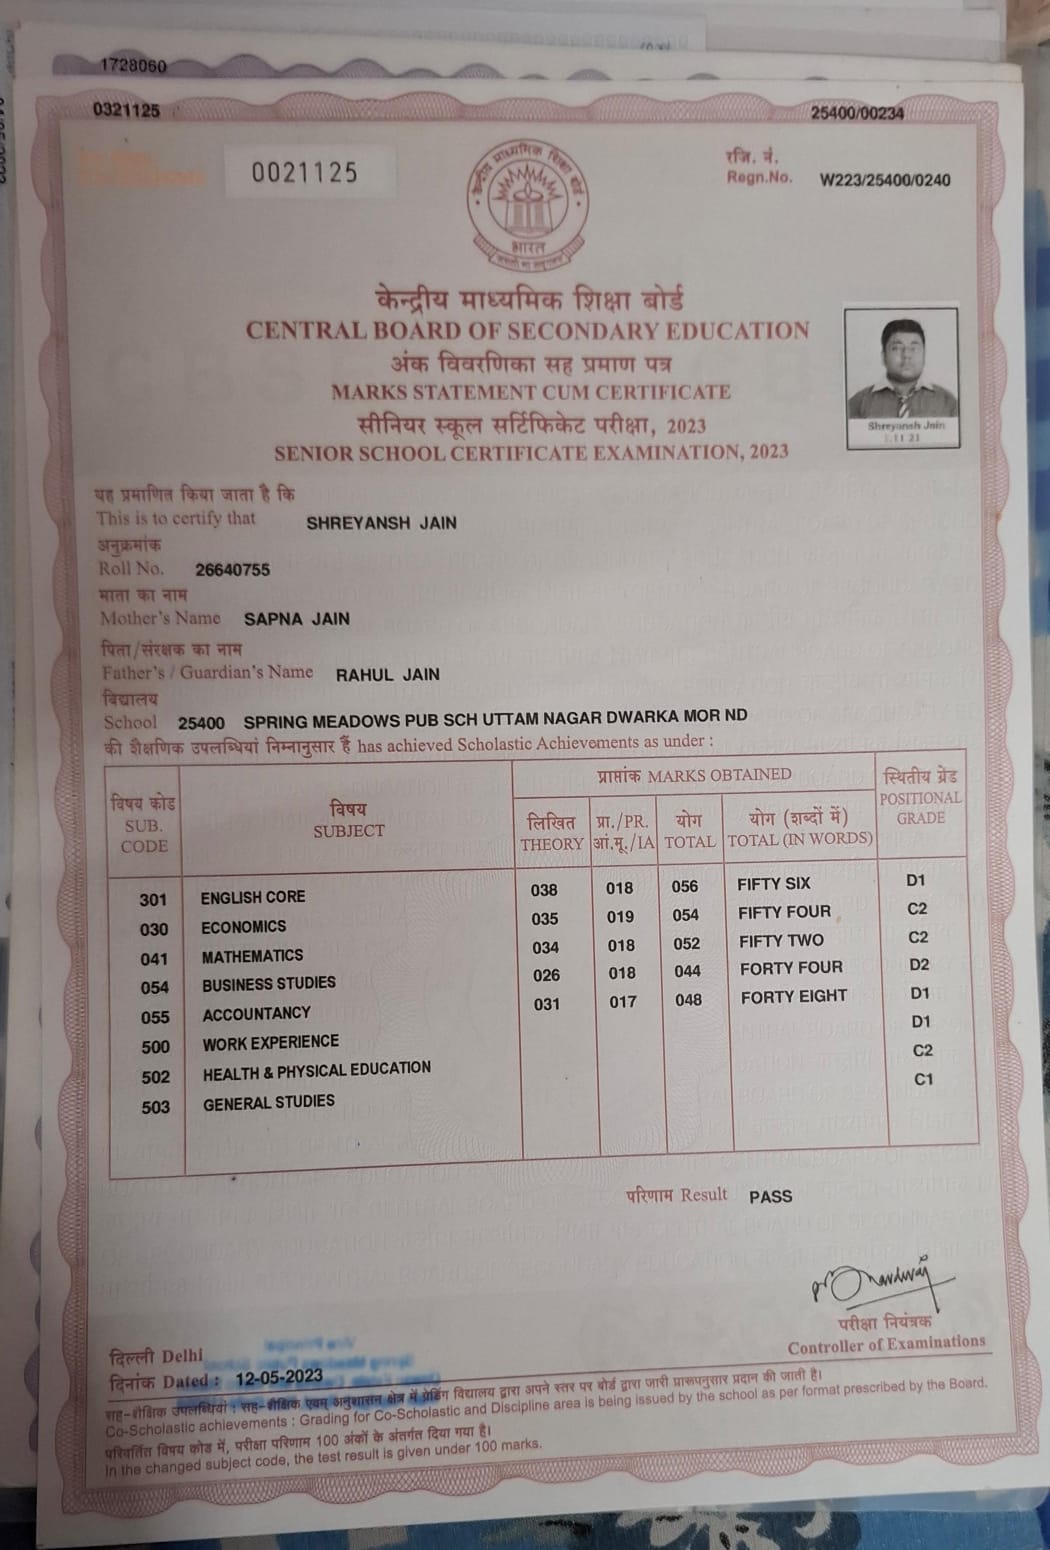 1728060
0321125
25400/00234
0021125
रजि. नं.
Regn.No. W223/25400/0240
केन्द्रीय माध्यमिक शिक्षा बोर्ड
भारत
केन्द्रीय माध्यमिक शिक्षा बोर्ड
CENTRAL BOARD OF SECONDARY EDUCATION
अंक विवरणिका सह प्रमाण पत्र
MARKS STATEMENT CUM CERTIFICATE
सीनियर स्कूल सर्टिफिकेट परीक्षा, 2023
SENIOR SCHOOL CERTIFICATE EXAMINATION, 2023
Shreyansh Jain
11 21
यह प्रमाणित किया जाता है कि
This is to certify that SHREYANSH JAIN
अनुक्रमांक
Roll No. 26640755
माता का नाम
Mother's Name SAPNA JAIN
पिता/संरक्षक का नाम
Father's / Guardian's Name RAHUL JAIN
विद्यालय
School 25400 SPRING MEADOWS PUB SCH UTTAM NAGAR DWARKA MOR ND
की शैक्षणिक उपलब्धियां निम्नानुसार हैं has achieved Scholastic Achievements as under :
विषय कोड
SUB.
CODE
विषय
SUBJECT
प्राप्तांक MARKS OBTAINED
लिखित
THEORY
प्रा./PR.
आं.मू./IA
योग
TOTAL
योग (शब्दों में)
TOTAL (IN WORDS)
स्थितीय ग्रेड
POSITIONAL
GRADE
301 ENGLISH CORE 038 018 056 FIFTY SIX D1
030 ECONOMICS 035 019 054 FIFTY FOUR C2
041 MATHEMATICS 034 018 052 FIFTY TWO C2
054 BUSINESS STUDIES 026 018 044 FORTY FOUR D2
055 ACCOUNTANCY 031 017 048 FORTY EIGHT D1
500 WORK EXPERIENCE D1
502 HEALTH & PHYSICAL EDUCATION C2
503 GENERAL STUDIES C1
परिणाम Result PASS
परीक्षा नियंत्रक
Controller of Examinations
दिल्ली Delhi
दिनांक Dated : 12-05-2023
सह-शैक्षिक उपलब्धियां : सह-शैक्षिक एवम् अनुशासन क्षेत्र में ग्रेडिंग विद्यालय द्वारा अपने स्तर पर बोर्ड द्वारा जारी प्रारूपनुसार प्रदान की जाती है।
Co-Scholastic achievements : Grading for Co-Scholastic and Discipline area is being issued by the school as per format prescribed by the Board.
परिवर्तित विषय कोड में, परीक्षा परिणाम 100 अंकों के अंतर्गत दिया गया है।
In the changed subject code, the test result is given under 100 marks.